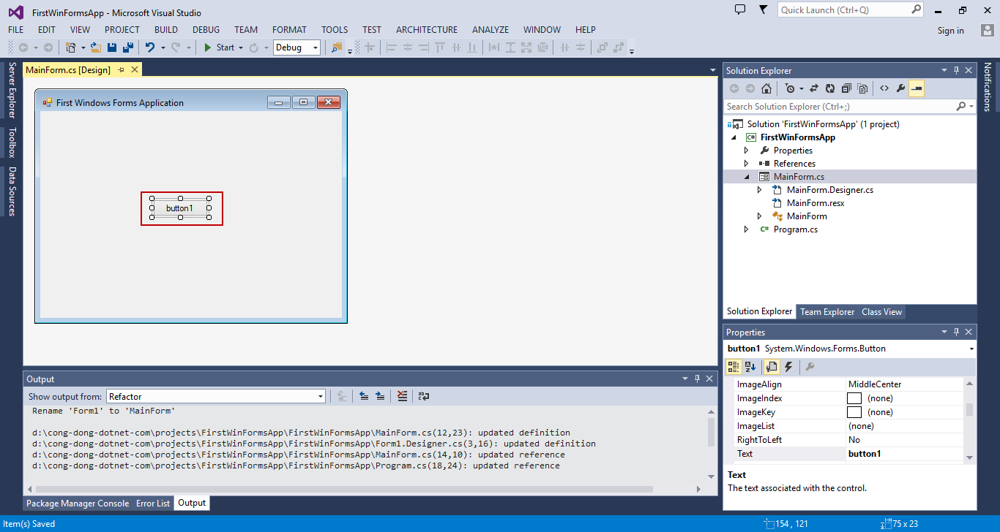 FirstWinFormsApp - Microsoft Visual Studio
Quick Launch (Ctrl+Q)
FILE EDIT VIEW PROJECT BUILD DEBUG TEAM FORMAT TOOLS TEST ARCHITECTURE ANALYZE WINDOW HELP
Sign in
Start
Debug
Server Explorer
Toolbox
Data Sources
MainForm.cs [Design]
First Windows Forms Application
button1
Solution Explorer
Search Solution Explorer (Ctrl+;)
Solution 'FirstWinFormsApp' (1 project)
C# FirstWinFormsApp
Properties
References
MainForm.cs
MainForm.Designer.cs
MainForm.resx
MainForm
C# Program.cs
Solution Explorer Team Explorer Class View
Notifications
Properties
button1 System.Windows.Forms.Button
ImageAlign MiddleCenter
ImageIndex (none)
ImageKey (none)
ImageList (none)
RightToLeft No
Text button1
Text
The text associated with the control.
Output
Show output from: Refactor
Rename 'Form1' to 'MainForm'
d:\cong-dong-dotnet-com\projects\FirstWinFormsApp\FirstWinFormsApp\MainForm.cs(12,23): updated definition
d:\cong-dong-dotnet-com\projects\FirstWinFormsApp\FirstWinFormsApp\Form1.Designer.cs(3,16): updated definition
d:\cong-dong-dotnet-com\projects\FirstWinFormsApp\FirstWinFormsApp\MainForm.cs(14,10): updated reference
d:\cong-dong-dotnet-com\projects\FirstWinFormsApp\FirstWinFormsApp\Program.cs(18,24): updated reference
Package Manager Console Error List Output
Item(s) Saved
154 , 121
75 x 23